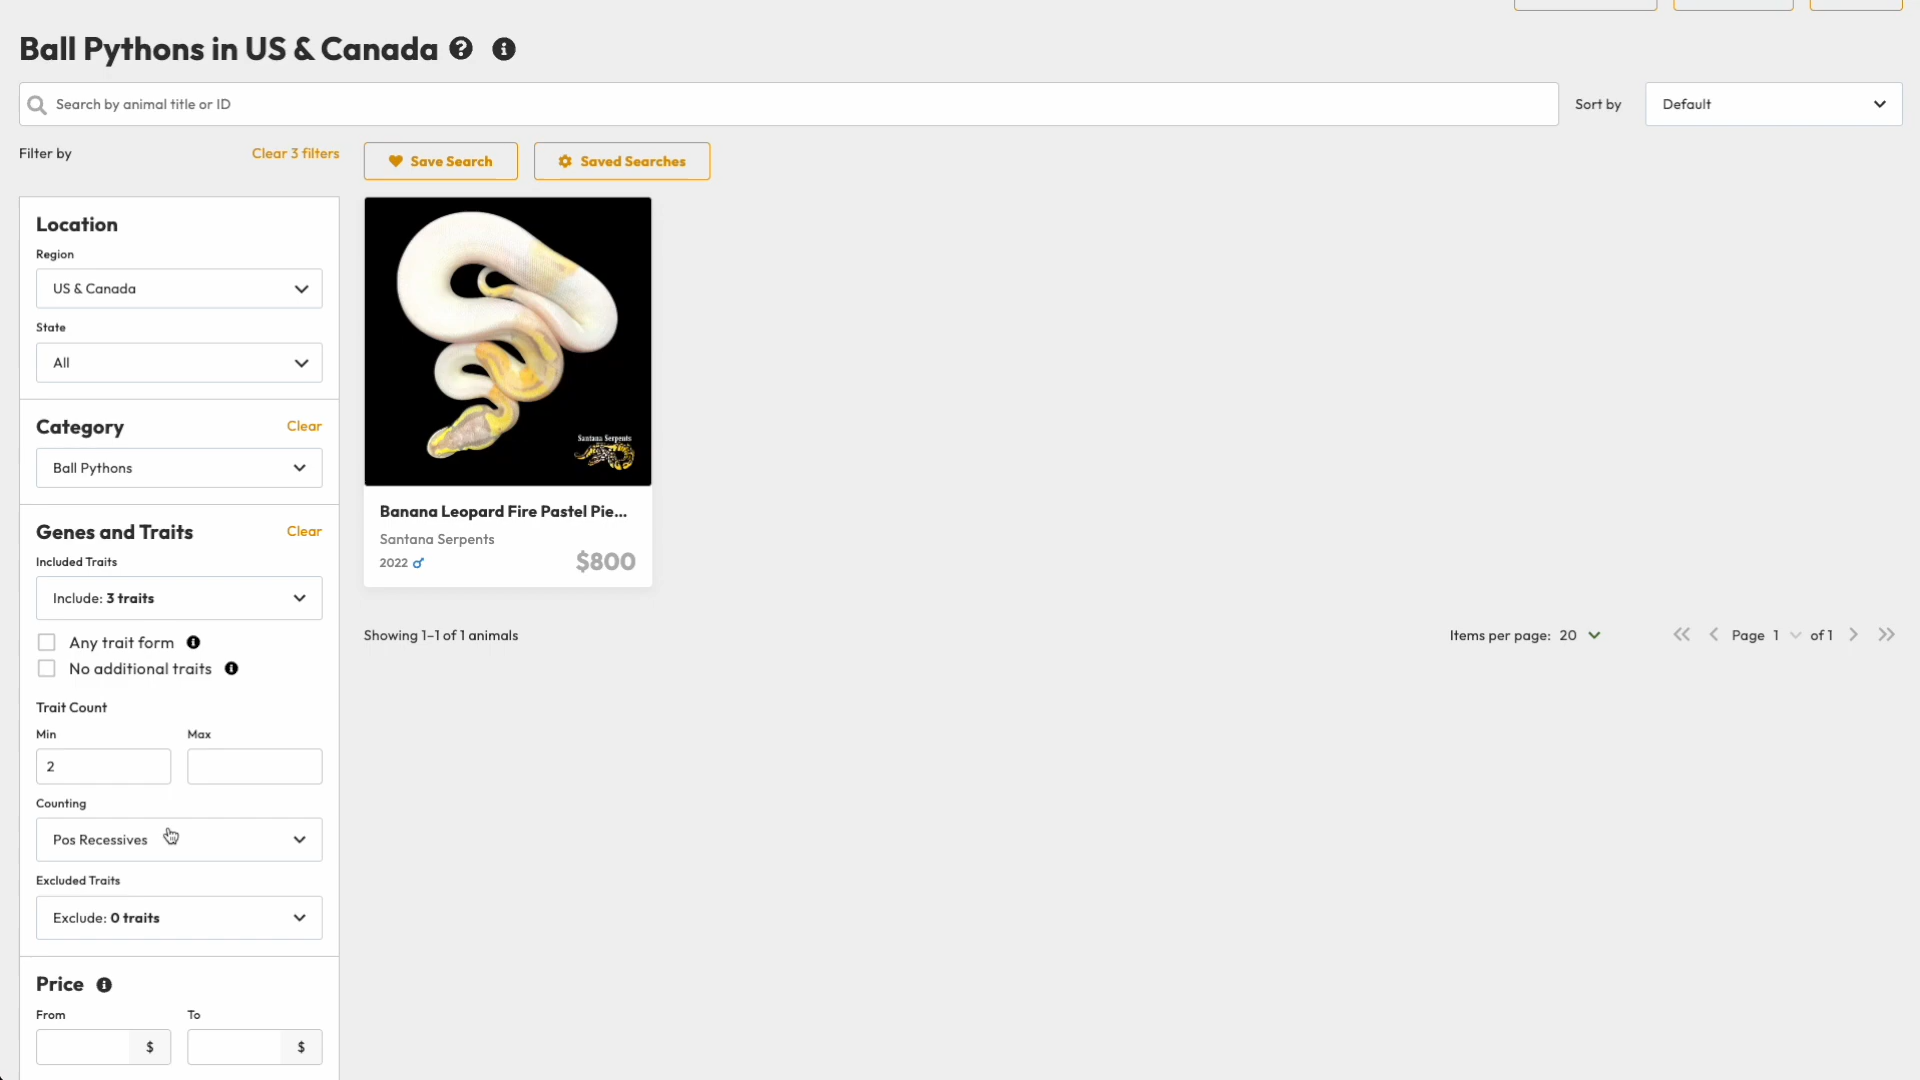 Ball Pythons in US & Canada
Search by animal title or ID
Sort by
Default
Filter by
Clear 3 filters
Save Search
Saved Searches
Location
Region
US & Canada
State
All
Category
Clear
Ball Pythons
Genes and Traits
Clear
Included Traits
Include: 3 traits
Any trait form
No additional traits
Trait Count
Min
Max
2
Counting
Pos Recessives
Excluded Traits
Exclude: 0 traits
Price
From
To
$
$
Santana Serpents
Banana Leopard Fire Pastel Pie...
Santana Serpents
2022
$800
Showing 1–1 of 1 animals
Items per page: 20
Page 1 of 1